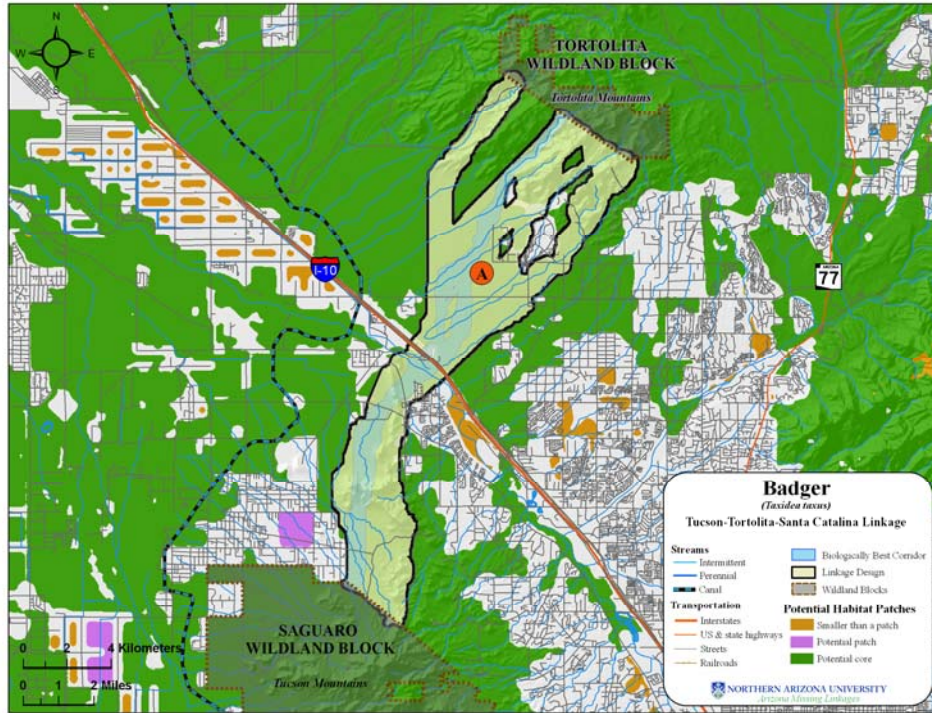 N
W
E
S
TORTOLITA
WILDLAND BLOCK
Tortolita Mountains
I-10
A
77
SAGUARO
WILDLAND BLOCK
Tucson Mountains
0 2 4 Kilometers
0 1 2 Miles
Badger
(Taxidea taxus)
Tucson-Tortolita-Santa Catalina Linkage
Streams
Intermittent
Perennial
Canal
Transportation
Interstates
US & state highways
Streets
Railroads
Biologically Best Corridor
Linkage Design
Wildland Blocks
Potential Habitat Patches
Smaller than a patch
Potential patch
Potential core
NORTHERN ARIZONA UNIVERSITY
Arizona Missing Linkages